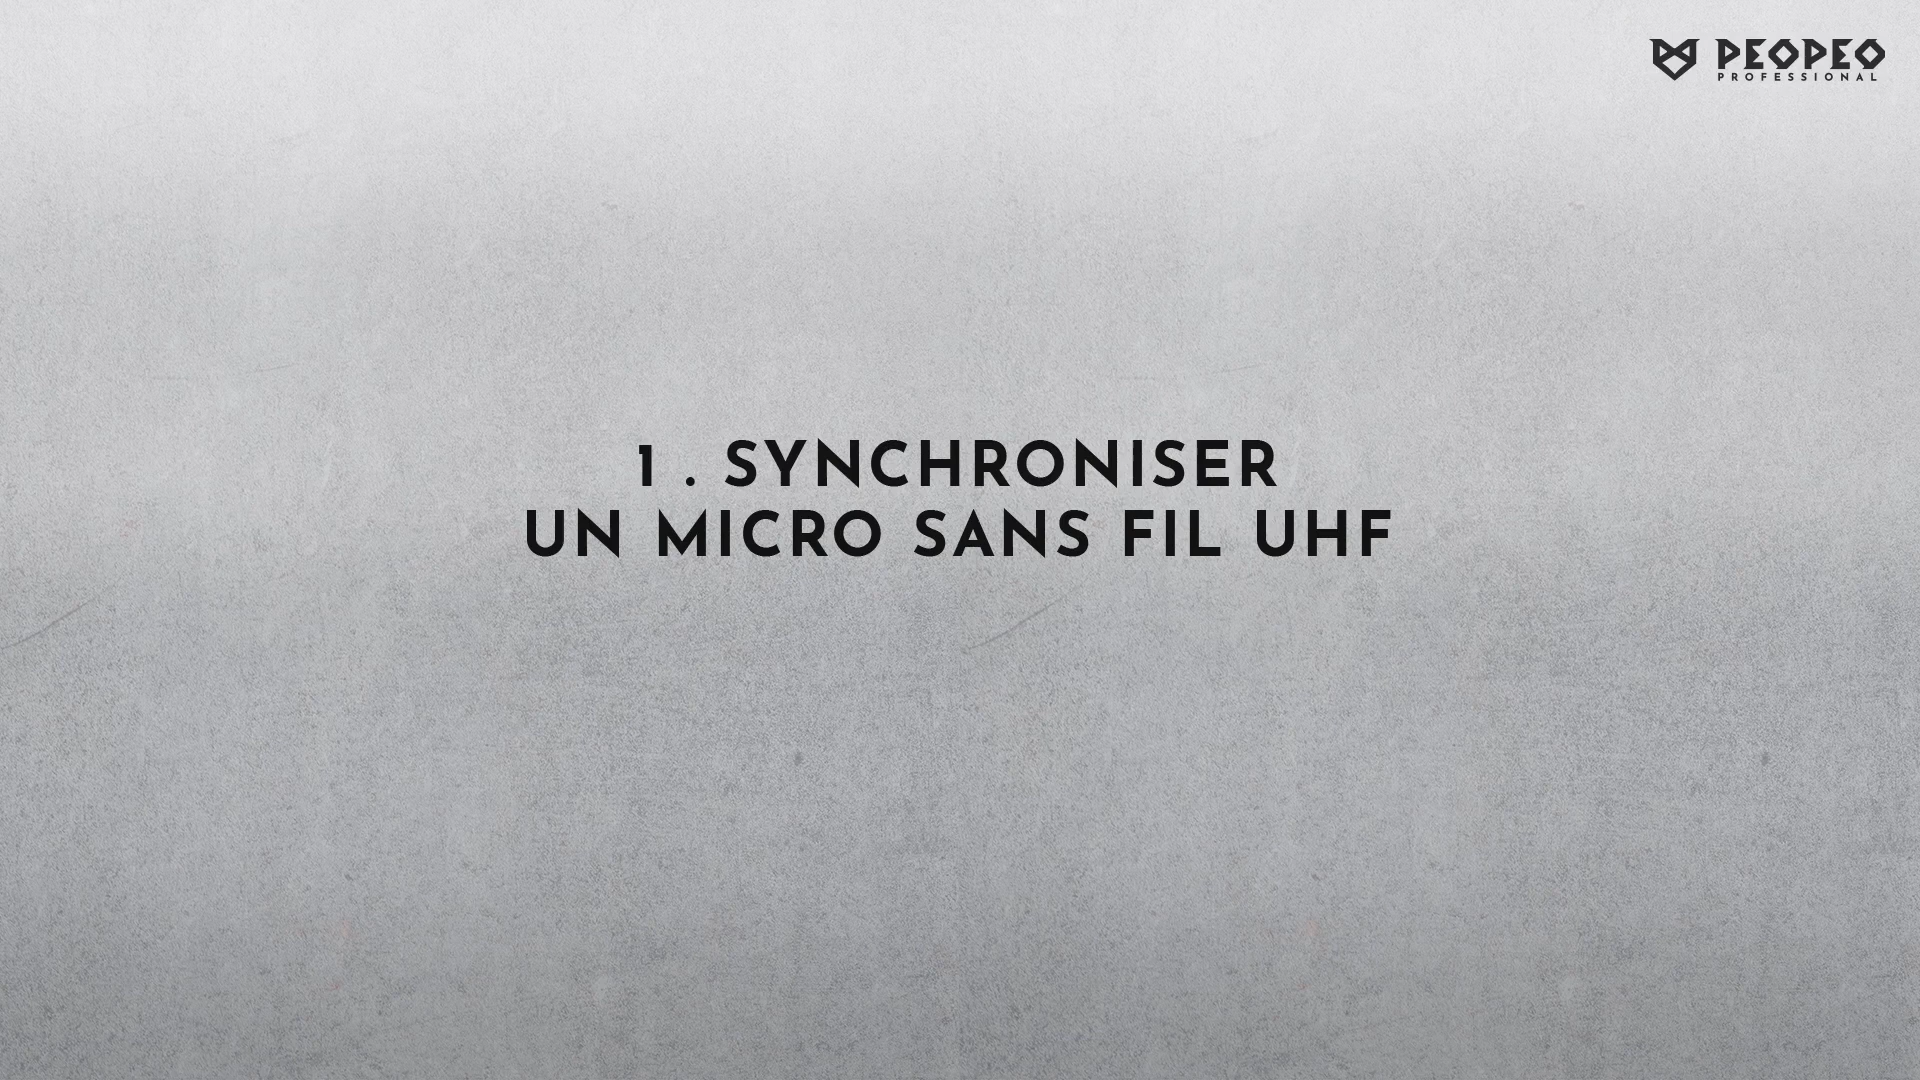 PEOPEO
PROFESSIONAL
1 . SYNCHRONISER
UN MICRO SANS FIL UHF